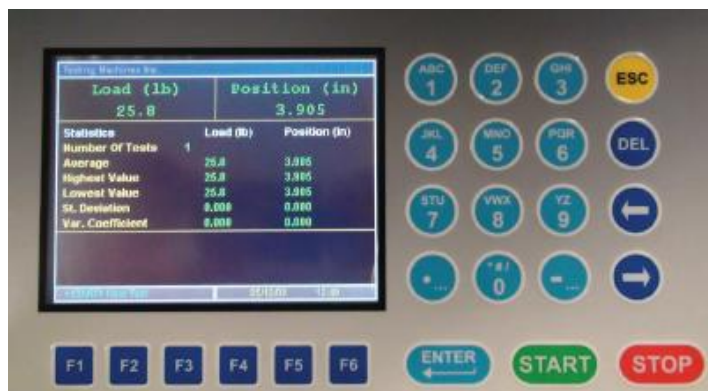 Testing Machines Inc.
Load (lb) Position (in)
25.8 3.905
Statistics Load (lb) Position (in)
Number Of Tests 1
Average 25.8 3.905
Highest Value 25.8 3.905
Lowest Value 25.8 3.905
St. Deviation 0.000 0.000
Var. Coefficient 0.000 0.000
ABC DEF GHI
1 2 3 ESC
JKL MNO PQR
4 5 6 DEL
STU VWX YZ
7 8 9
0
F1 F2 F3 F4 F5 F6 ENTER START STOP